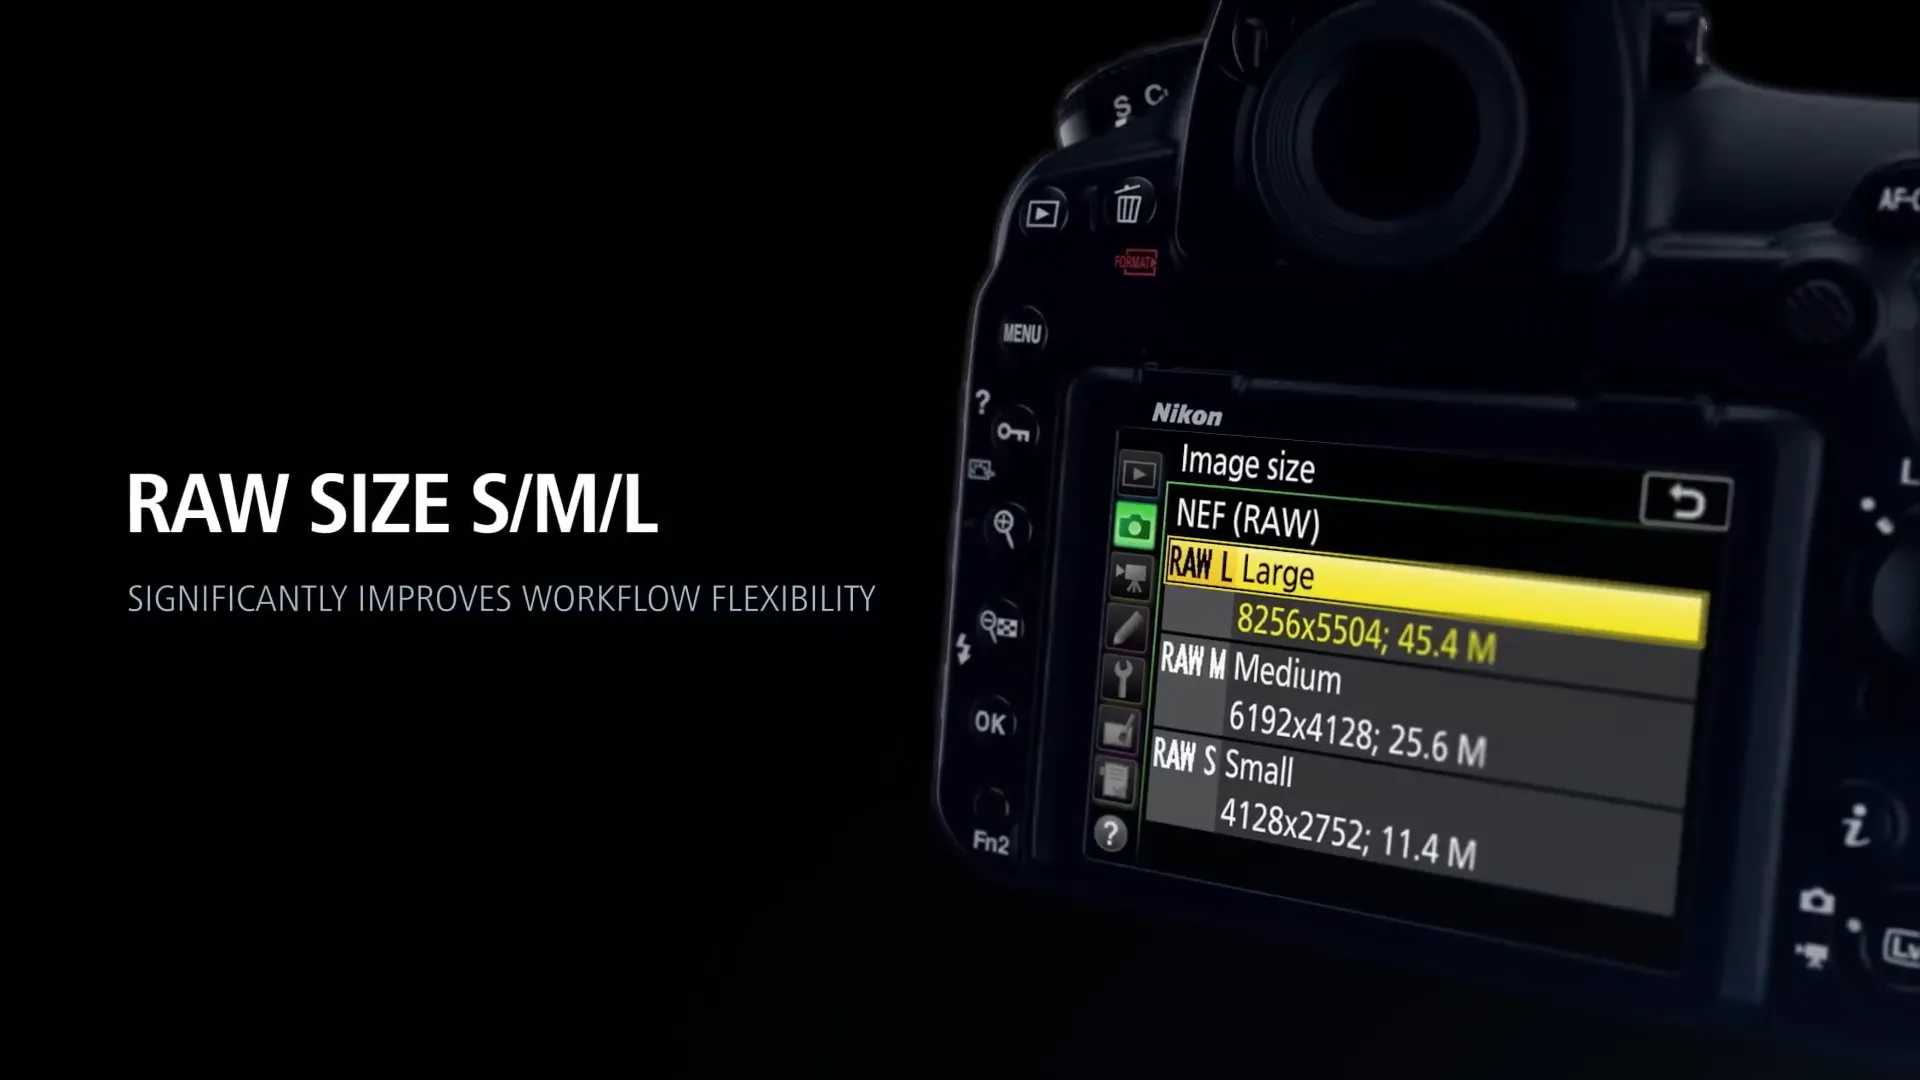 RAW SIZE S/M/L
SIGNIFICANTLY IMPROVES WORKFLOW FLEXIBILITY
S
FORMAT
MENU
?
OK
Fn2
Nikon
Image size
NEF (RAW)
RAW L Large
8256x5504; 45.4 M
RAW M Medium
6192x4128; 25.6 M
RAW S Small
4128x2752; 11.4 M
?
i
Lv